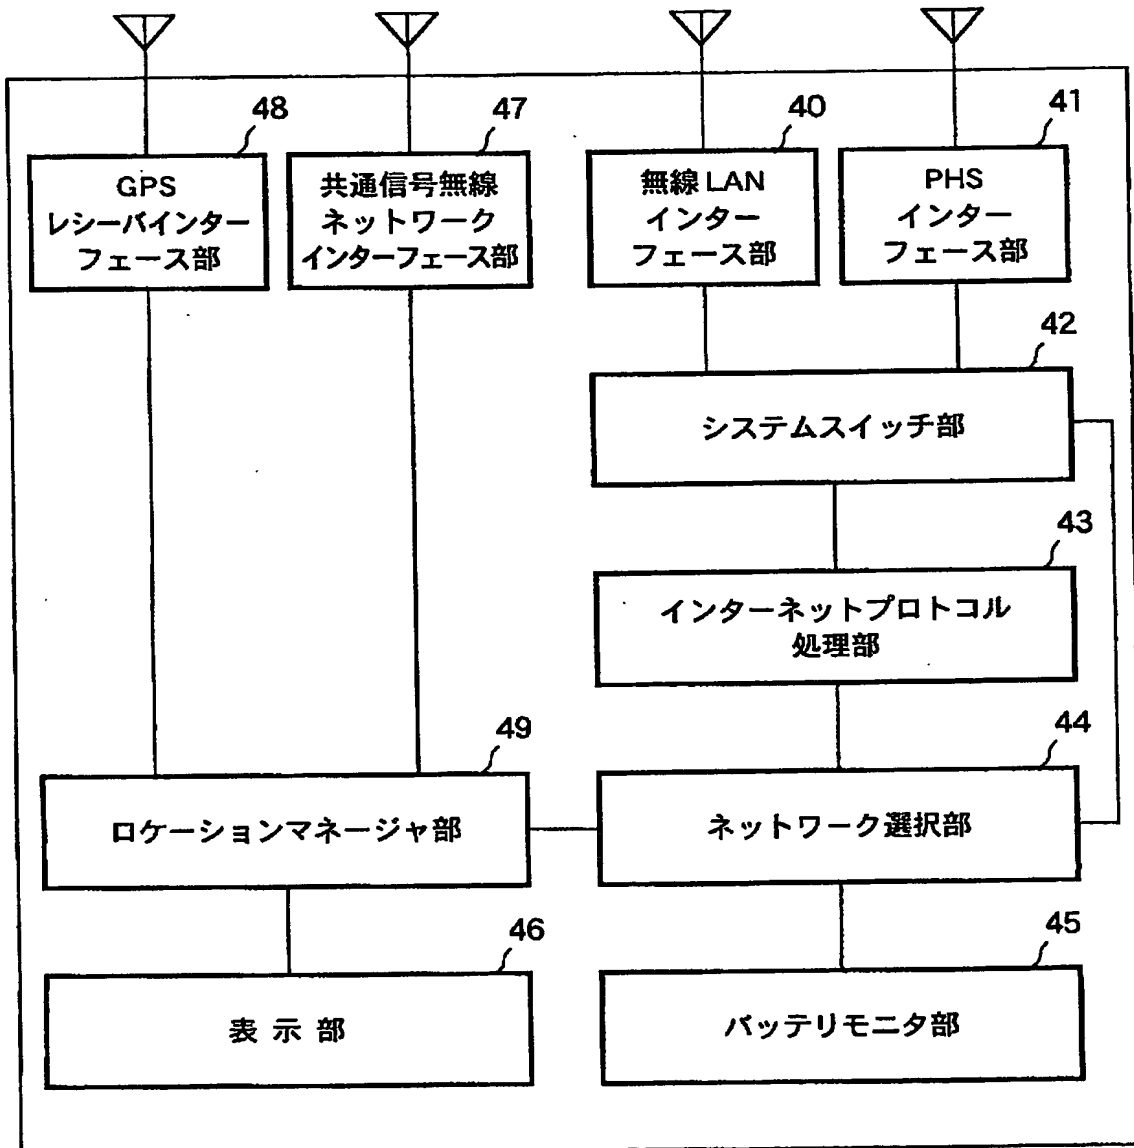 48
GPS
レシーバインター
フェース部
47
共通信号無線
ネットワーク
インターフェース部
40
無線 LAN
インター
フェース部
41
PHS
インター
フェース部
42
システムスイッチ部
43
インターネットプロトコル
処理部
49
ロケーションマネージャ部
44
ネットワーク選択部
46
表 示 部
45
バッテリモニタ部